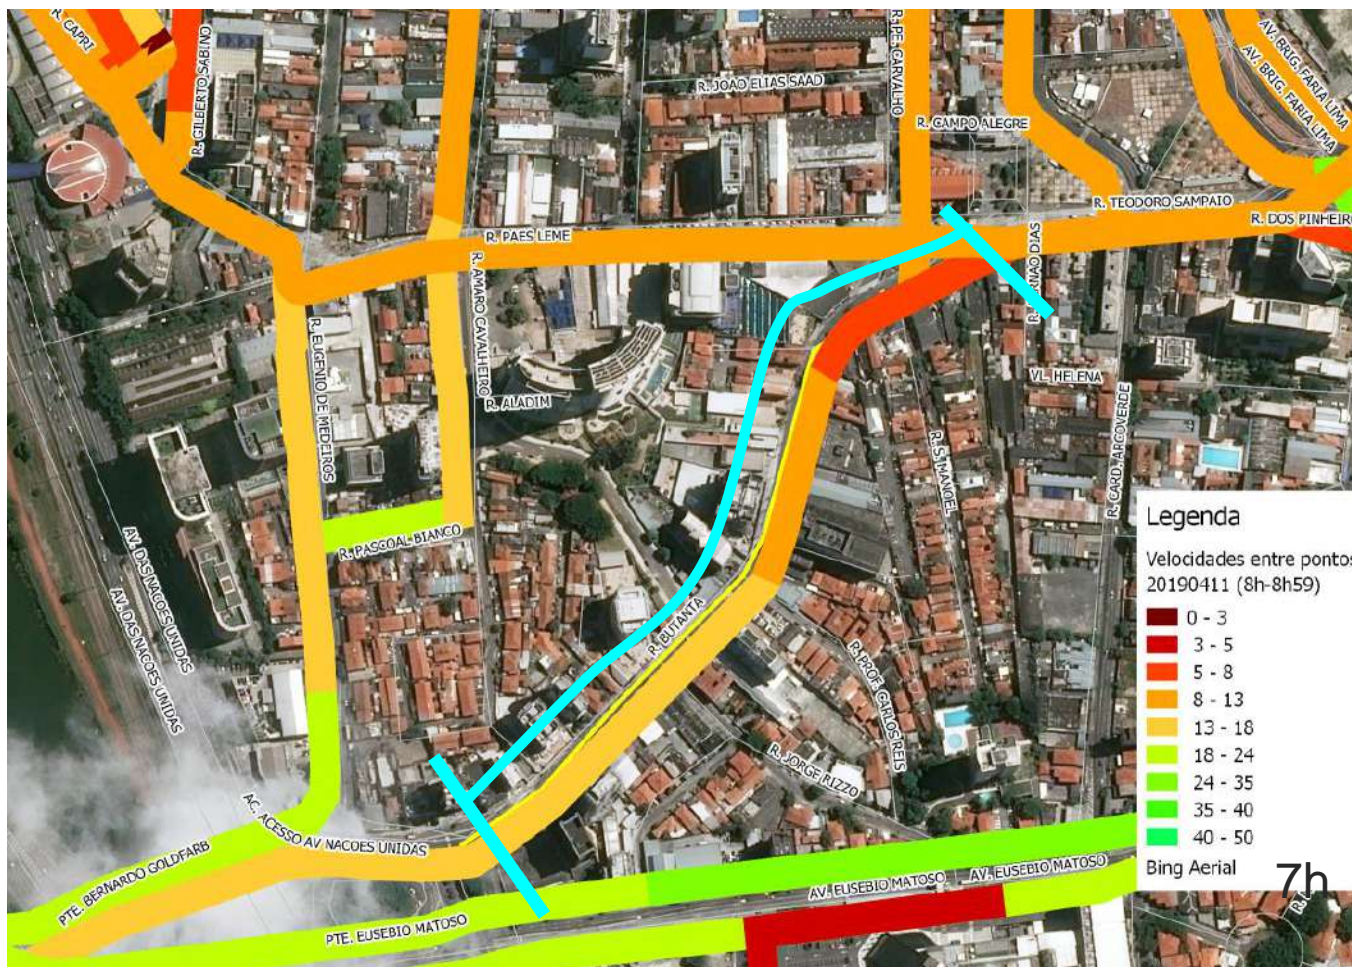 R. CAPRI
R. GILBERTO SABINO
R. JOAO ELIAS SAAD
R. PE. CARVALHO
R. CAMPO ALEGRE
AV. BRIG. FARIA LIMA
AV. BRIG. FARIA LIMA
R. TEODORO SAMPAIO
R. DOS PINHEIRO
R. PAES LEME
RNAO DIAS
R. AMARO CAVALHEIRO
R. EUGENIO DE MEDEIROS
R. ALADIM
VL. HELENA
R. CARD. ARCOVERDE
R. S. MANOEL
R. PASCOAL BIANCO
AV. DAS NACOES UNIDAS
AV. DAS NACOES UNIDAS
R. BUTANTA
R. PROF. CARLOS REIS
R. JORGE RIZZO
AC. ACESSO AV NACOES UNIDAS
PTE. BERNARDO GOLDFARB
PTE. EUSEBIO MATOSO
AV. EUSEBIO MATOSO
AV. EUSEBIO MATOSO
Legenda
Velocidades entre pontos
20190411 (8h-8h59)
0 - 3
3 - 5
5 - 8
8 - 13
13 - 18
18 - 24
24 - 35
35 - 40
40 - 50
Bing Aerial
7h
R.